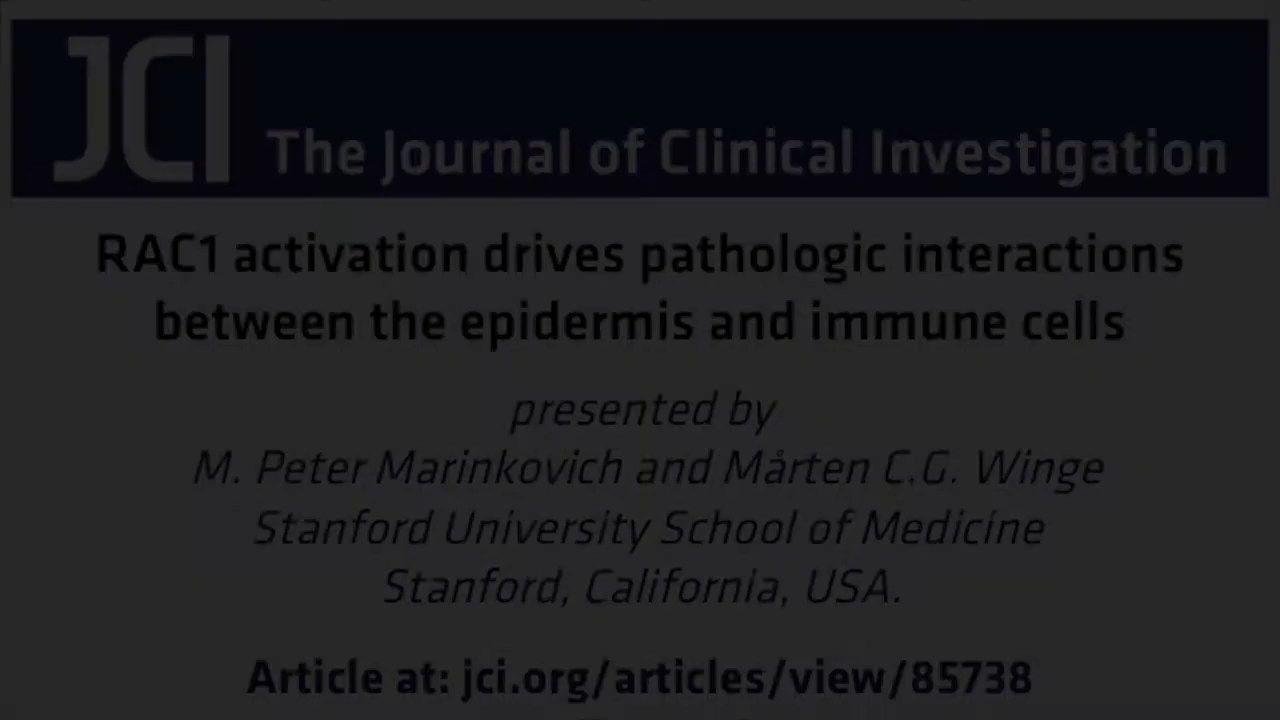 JCI The Journal of Clinical Investigation
RAC1 activation drives pathologic interactions
between the epidermis and immune cells
presented by
M. Peter Marinkovich and Mårten C.G. Winge
Stanford University School of Medicine
Stanford, California, USA.
Article at: jci.org/articles/view/85738